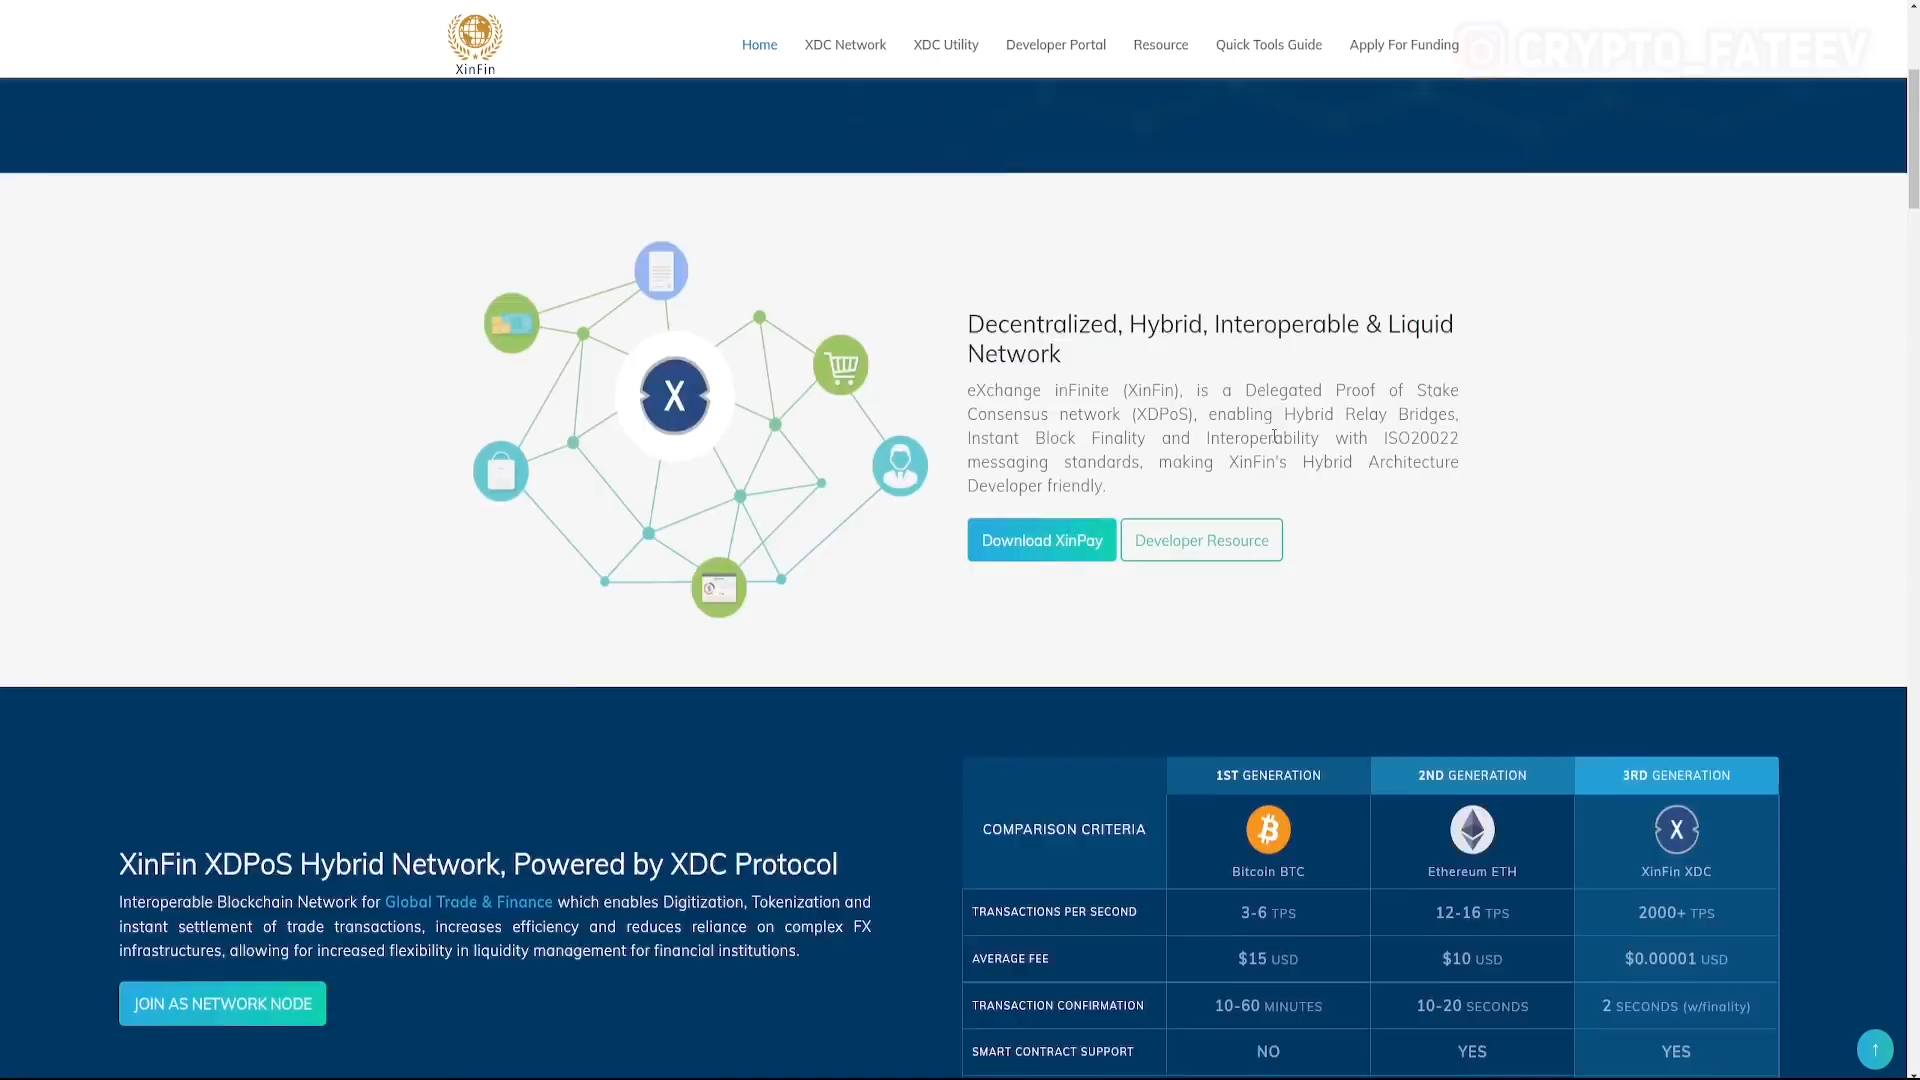 XinFin
Home XDC Network XDC Utility Developer Portal Resource Quick Tools Guide Apply For Funding
CRYPTO_FATEEV
X
Decentralized, Hybrid, Interoperable & Liquid
Network
eXchange inFinite (XinFin), is a Delegated Proof of Stake
Consensus network (XDPoS), enabling Hybrid Relay Bridges,
Instant Block Finality and Interoperability with ISO20022
messaging standards, making XinFin's Hybrid Architecture
Developer friendly.
Download XinPay Developer Resource
XinFin XDPoS Hybrid Network, Powered by XDC Protocol
Interoperable Blockchain Network for Global Trade & Finance which enables Digitization, Tokenization and
instant settlement of trade transactions, increases efficiency and reduces reliance on complex FX
infrastructures, allowing for increased flexibility in liquidity management for financial institutions.
JOIN AS NETWORK NODE
1ST GENERATION 2ND GENERATION 3RD GENERATION
COMPARISON CRITERIA
X
Bitcoin BTC Ethereum ETH XinFin XDC
TRANSACTIONS PER SECOND 3-6 TPS 12-16 TPS 2000+ TPS
AVERAGE FEE $15 USD $10 USD $0.00001 USD
TRANSACTION CONFIRMATION 10-60 MINUTES 10-20 SECONDS 2 SECONDS (w/finality)
SMART CONTRACT SUPPORT NO YES YES